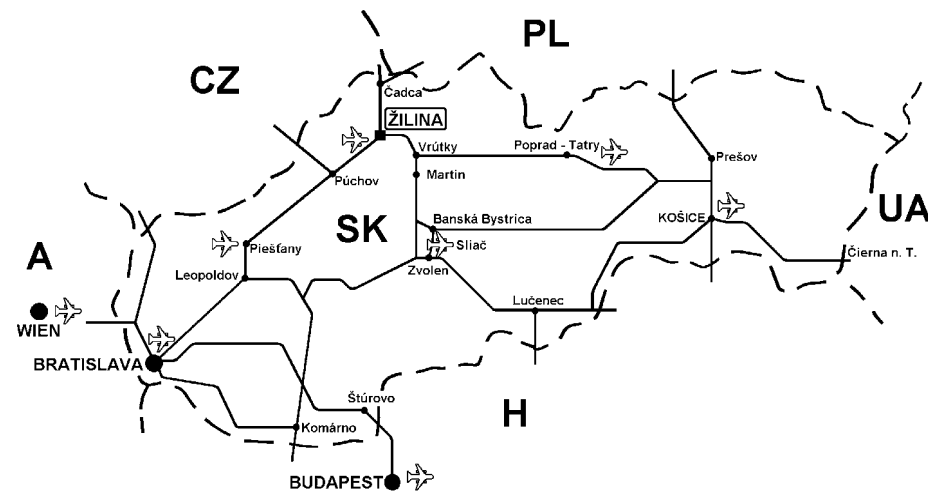 PL
CZ
Čadca
ŽILINA
Vrútky
Poprad - Tatry
Prešov
Martin
Púchov
SK
Banská Bystrica
KOŠICE
UA
Piešťany
Sliač
A
Leopoldov
Zvolen
Čierna n. T.
Lučenec
WIEN
BRATISLAVA
Štúrovo
H
Komárno
BUDAPEST